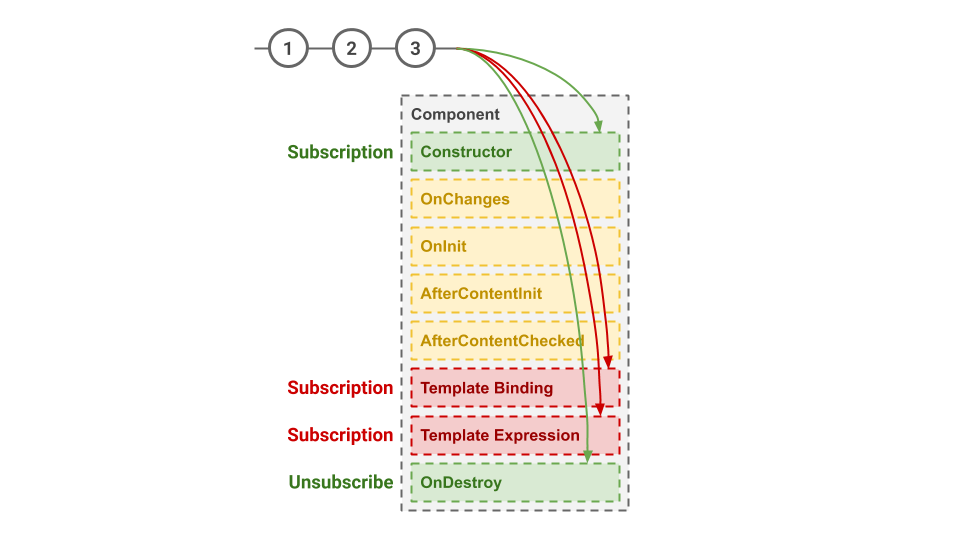 1 2 3
Component
Subscription Constructor
OnChanges
OnInit
AfterContentInit
AfterContentChecked
Subscription Template Binding
Subscription Template Expression
Unsubscribe OnDestroy